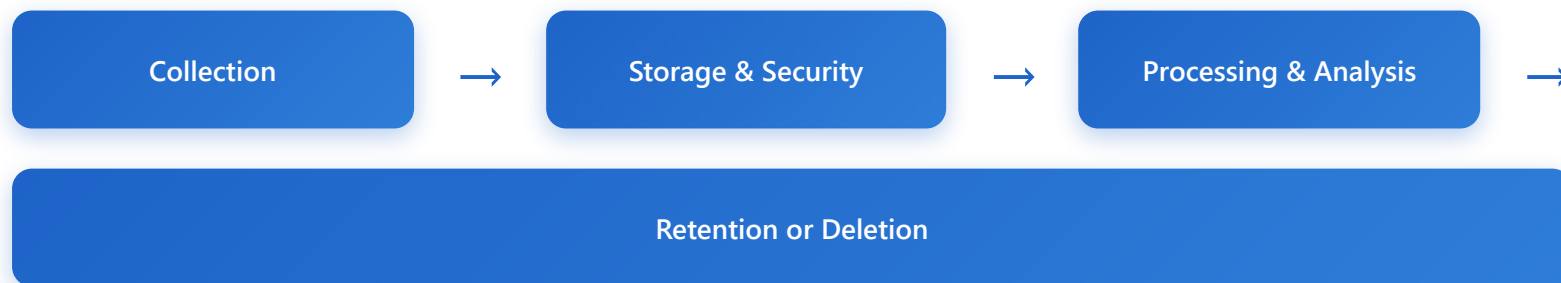 Collection → Storage & Security → Processing & Analysis →
Retention or Deletion